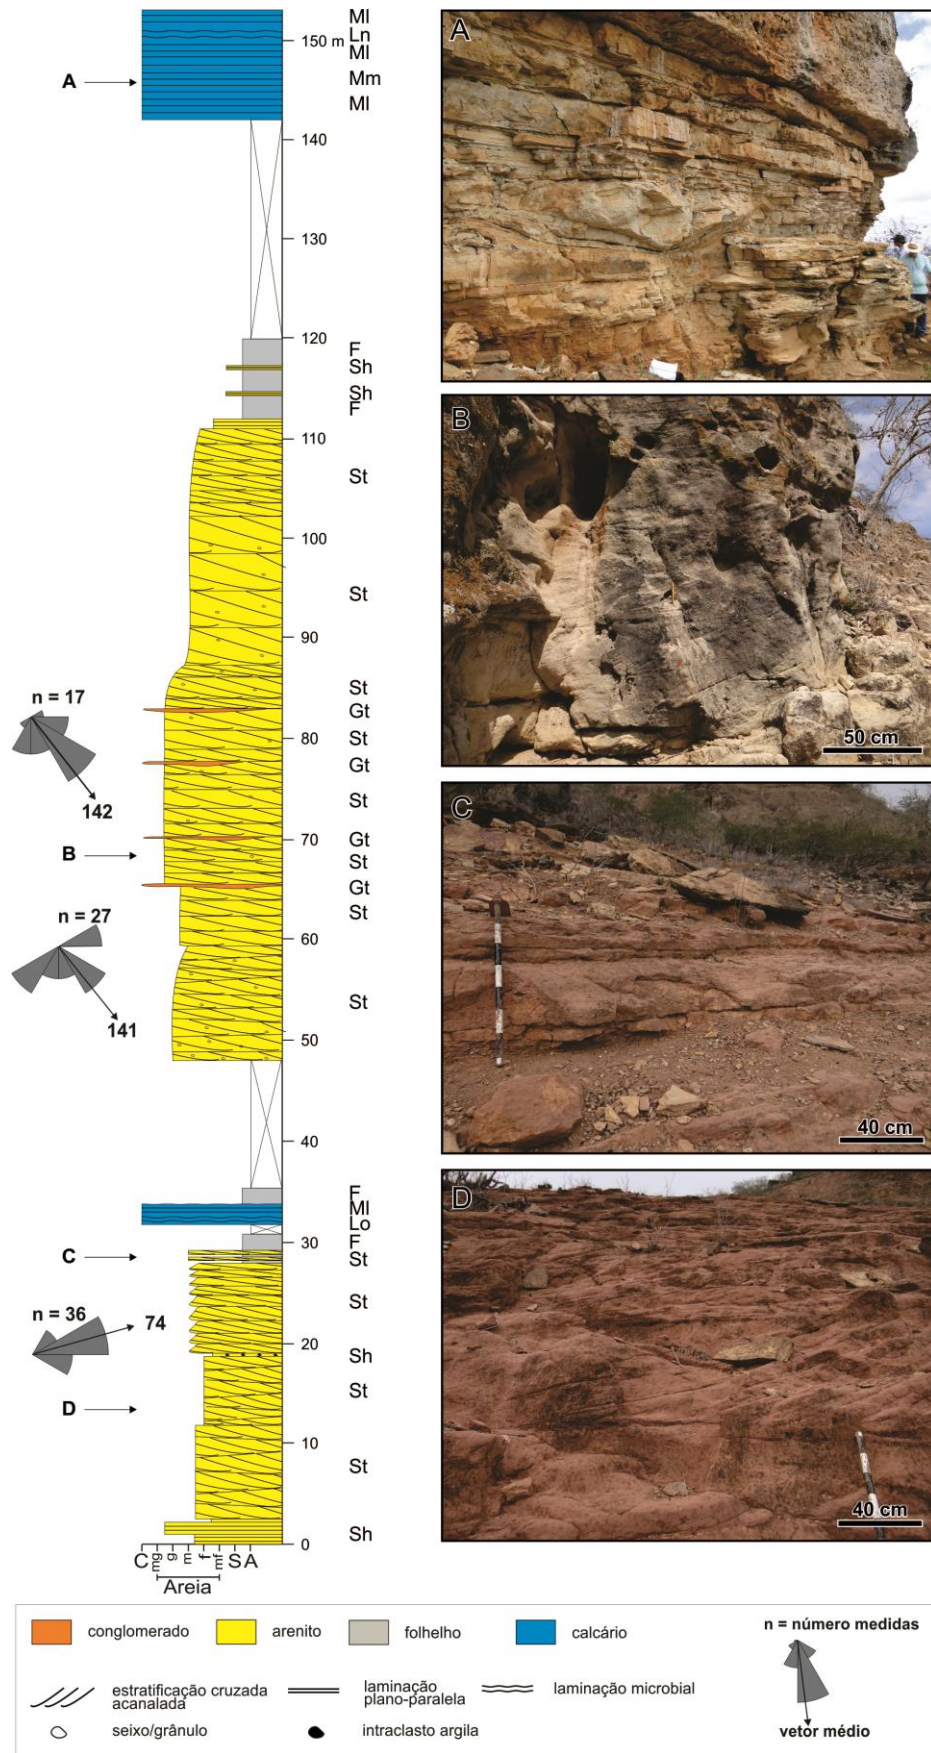 Ml
150 m
Ln
Ml
A
Mm
Ml
140
130
120
F
Sh
Sh
F
110
St
100
St
90
n = 17
St
Gt
80
St
Gt
142
St
70
Gt
B
St
Gt
n = 27
St
60
St
141
50
40
F
Ml
Lo
30
F
C
St
n = 36
St
74
20
Sh
St
D
10
St
Sh
0
C mg g m f mf S A
Areia
A
B
50 cm
C
40 cm
D
40 cm
conglomerado
arenito
folhelho
calcário
n = número medidas
estratificação cruzada
acanalada
laminação
plano-paralela
laminação microbial
seixo/grânulo
intraclasto argila
vetor médio